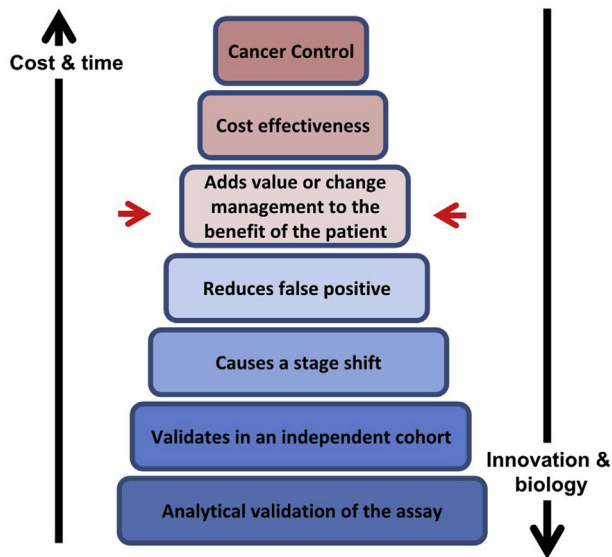 Cost & time
Cancer Control
Cost effectiveness
Adds value or change
management to the
benefit of the patient
Reduces false positive
Causes a stage shift
Validates in an independent cohort
Innovation &
biology
Analytical validation of the assay